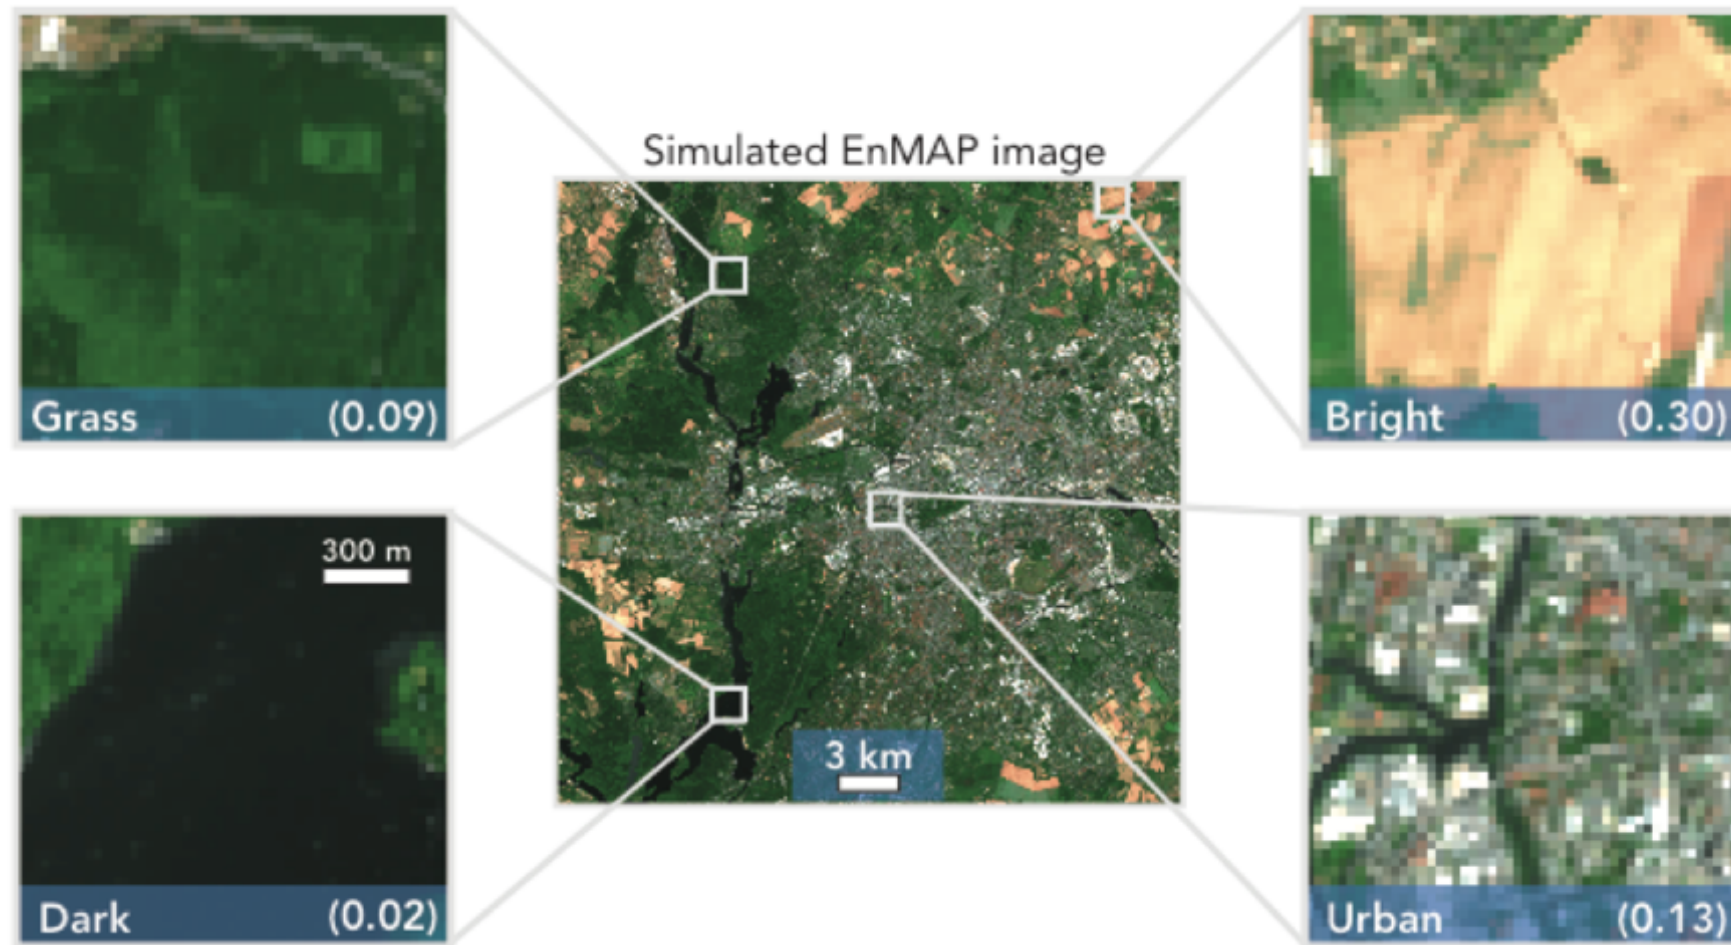 Simulated EnMAP image
Grass (0.09)
Bright (0.30)
300 m
3 km
Dark (0.02)
Urban (0.13)